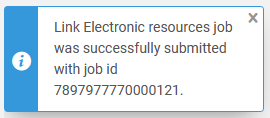 Link Electronic resources job
was successfully submitted
with job id
7897977770000121.